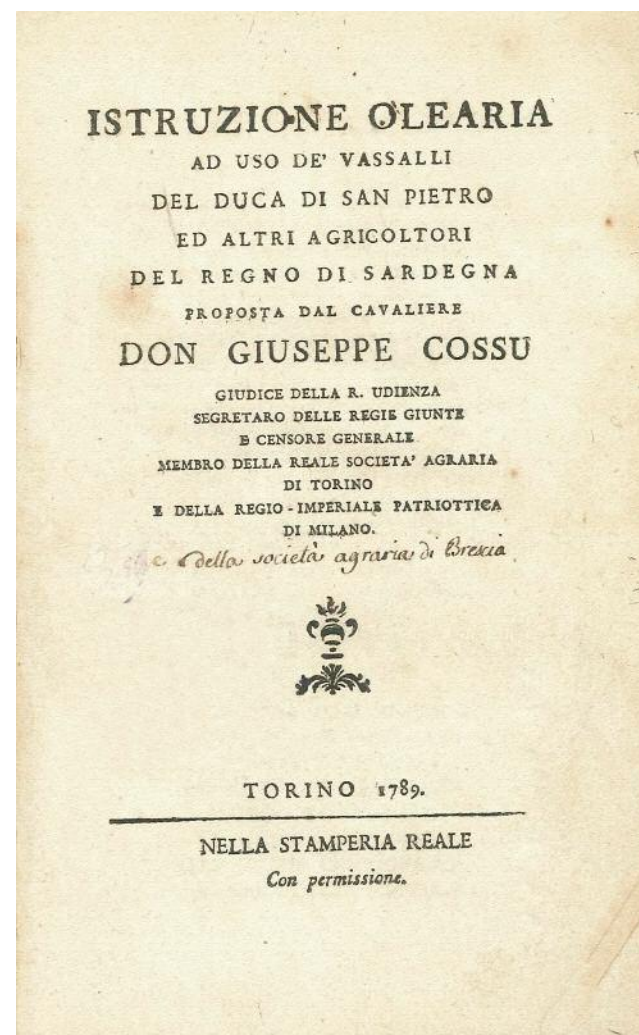 ISTRUZIONE OLEARIA
AD USO DE' VASSALLI
DEL DUCA DI SAN PIETRO
ED ALTRI AGRICOLTORI
DEL REGNO DI SARDEGNA
PROPOSTA DAL CAVALIERE
DON GIUSEPPE COSSU
GIUDICE DELLA R. UDIENZA
SEGRETARO DELLE REGIE GIUNTE
E CENSORE GENERALE
MEMBRO DELLA REALE SOCIETA' AGRARIA
DI TORINO
E DELLA REGIO-IMPERIALE PATRIOTTICA
DI MILANO.
e della società agraria di Brescia
TORINO 1789.
NELLA STAMPERIA REALE
Con permissione.